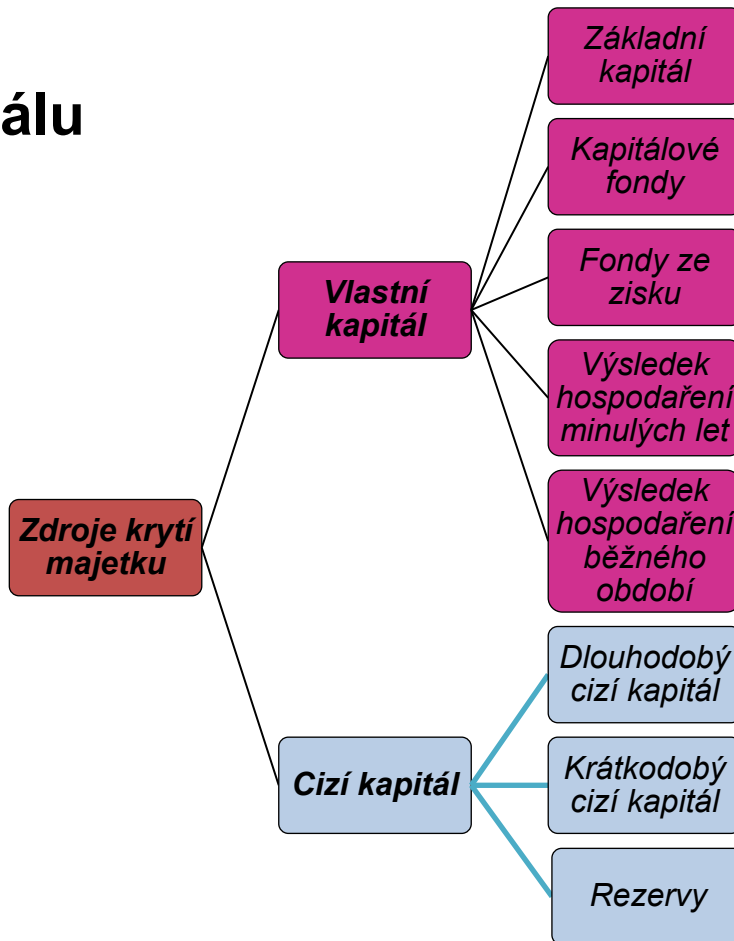 álu
Základní
kapitál
Kapitálové
fondy
Fondy ze
zisku
Vlastní
kapitál
Výsledek
hospodaření
minulých let
Výsledek
hospodaření
běžného
období
Zdroje krytí
majetku
Dlouhodobý
cizí kapitál
Cizí kapitál
Krátkodobý
cizí kapitál
Rezervy